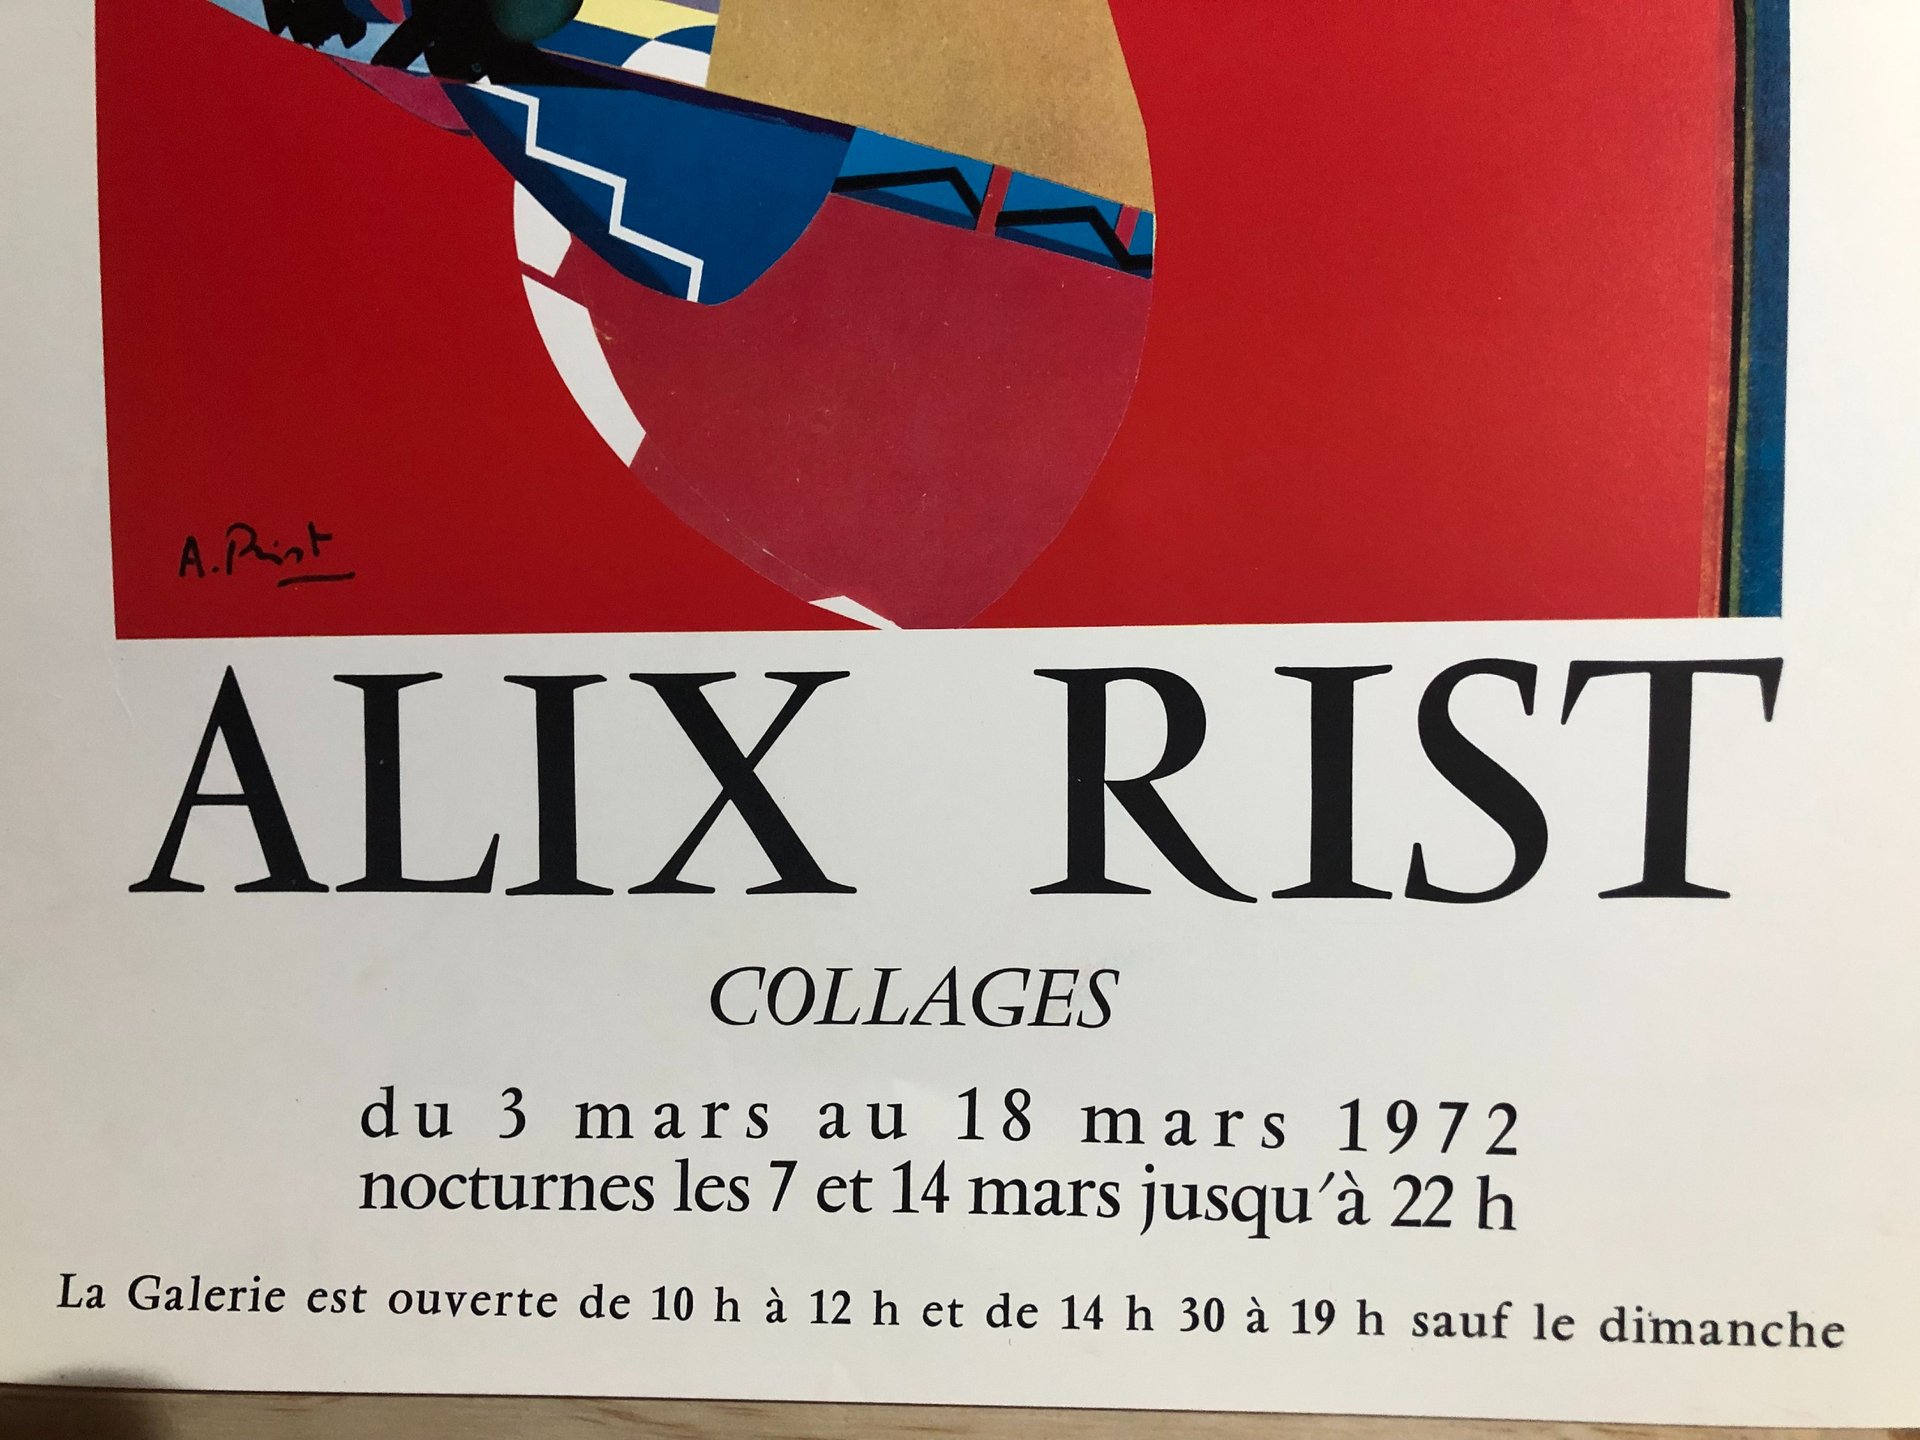 A. Rist
ALIX RIST
COLLAGES
du 3 mars au 18 mars 1972
nocturnes les 7 et 14 mars jusqu'à 22 h
La Galerie est ouverte de 10 h à 12 h et de 14 h 30 à 19 h sauf le dimanche